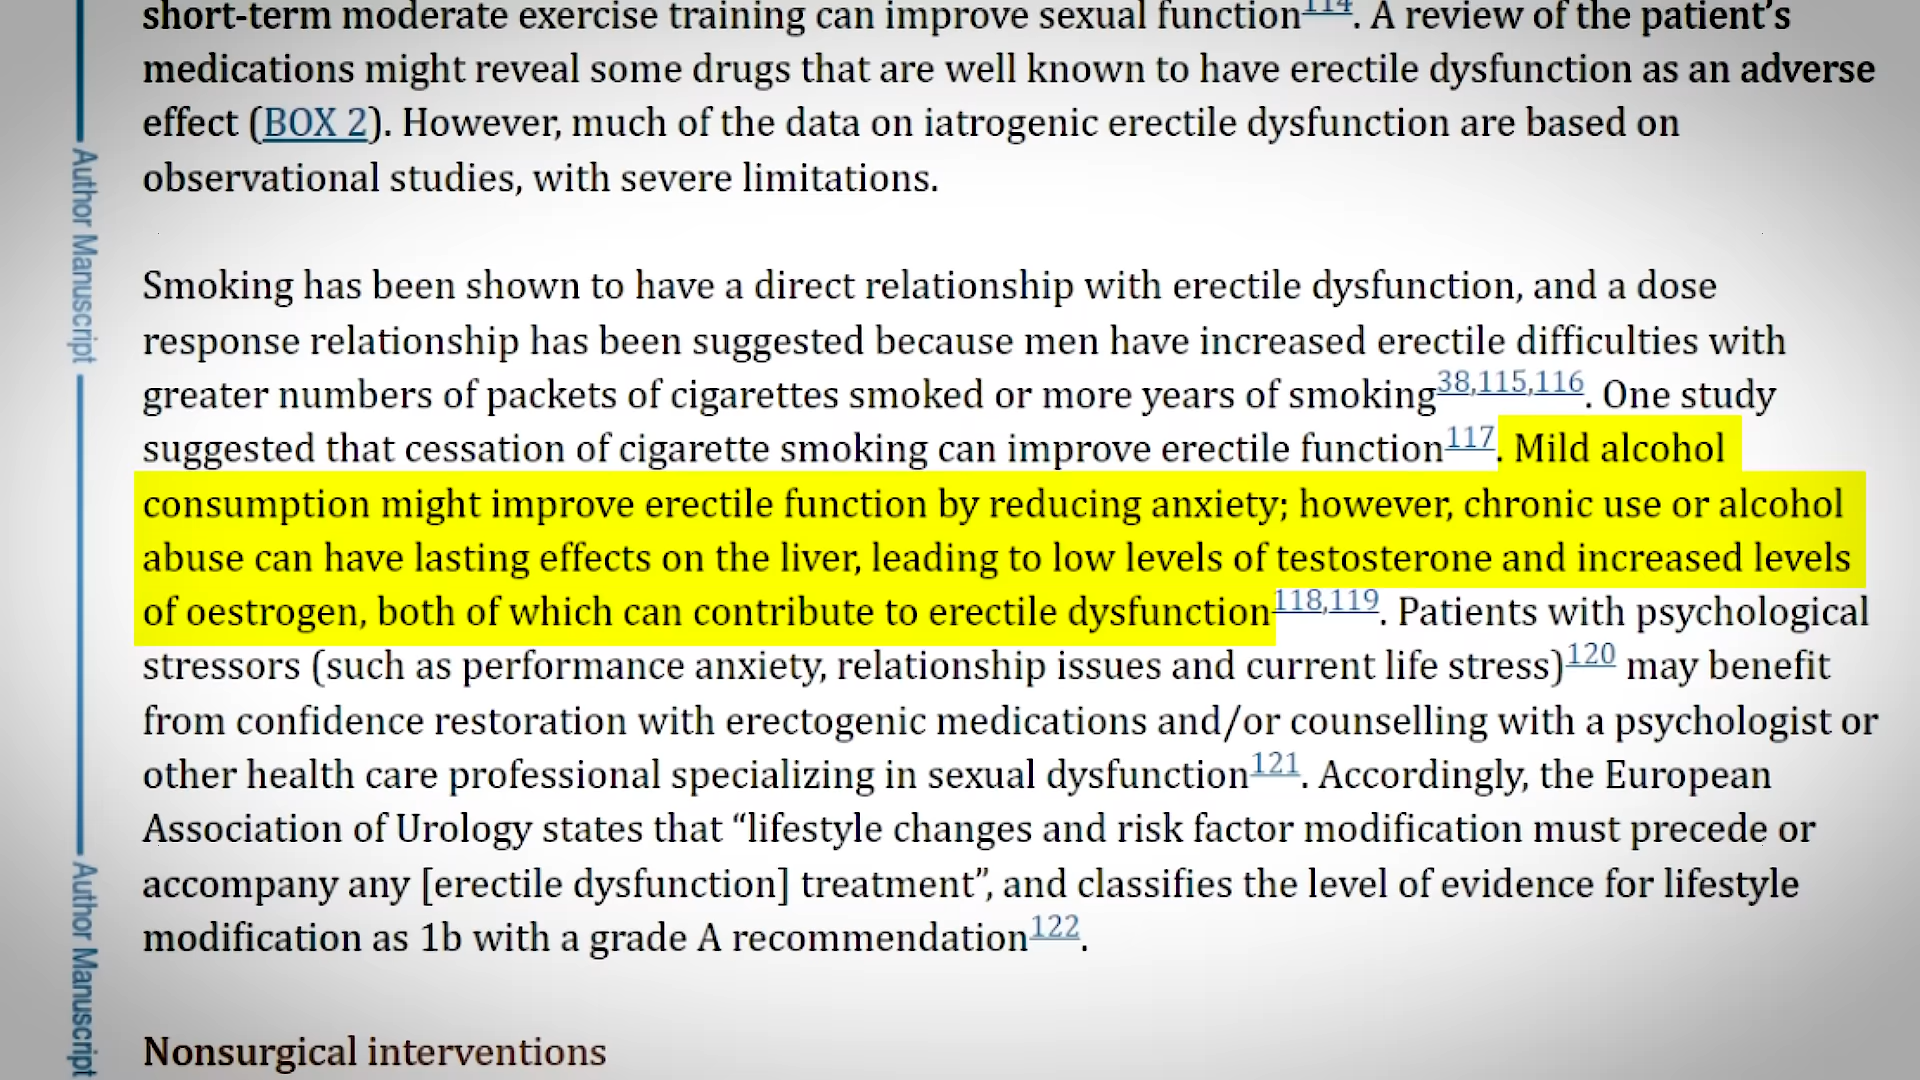 short-term moderate exercise training can improve sexual function114. A review of the patient’s
medications might reveal some drugs that are well known to have erectile dysfunction as an adverse
effect (BOX 2). However, much of the data on iatrogenic erectile dysfunction are based on
observational studies, with severe limitations.
Smoking has been shown to have a direct relationship with erectile dysfunction, and a dose
response relationship has been suggested because men have increased erectile difficulties with
greater numbers of packets of cigarettes smoked or more years of smoking38,115,116. One study
suggested that cessation of cigarette smoking can improve erectile function117. Mild alcohol
consumption might improve erectile function by reducing anxiety; however, chronic use or alcohol
abuse can have lasting effects on the liver, leading to low levels of testosterone and increased levels
of oestrogen, both of which can contribute to erectile dysfunction118,119. Patients with psychological
stressors (such as performance anxiety, relationship issues and current life stress)120 may benefit
from confidence restoration with erectogenic medications and/or counselling with a psychologist or
other health care professional specializing in sexual dysfunction121. Accordingly, the European
Association of Urology states that “lifestyle changes and risk factor modification must precede or
accompany any [erectile dysfunction] treatment”, and classifies the level of evidence for lifestyle
modification as 1b with a grade A recommendation122.
Nonsurgical interventions
Author Manuscript
Author Manuscript